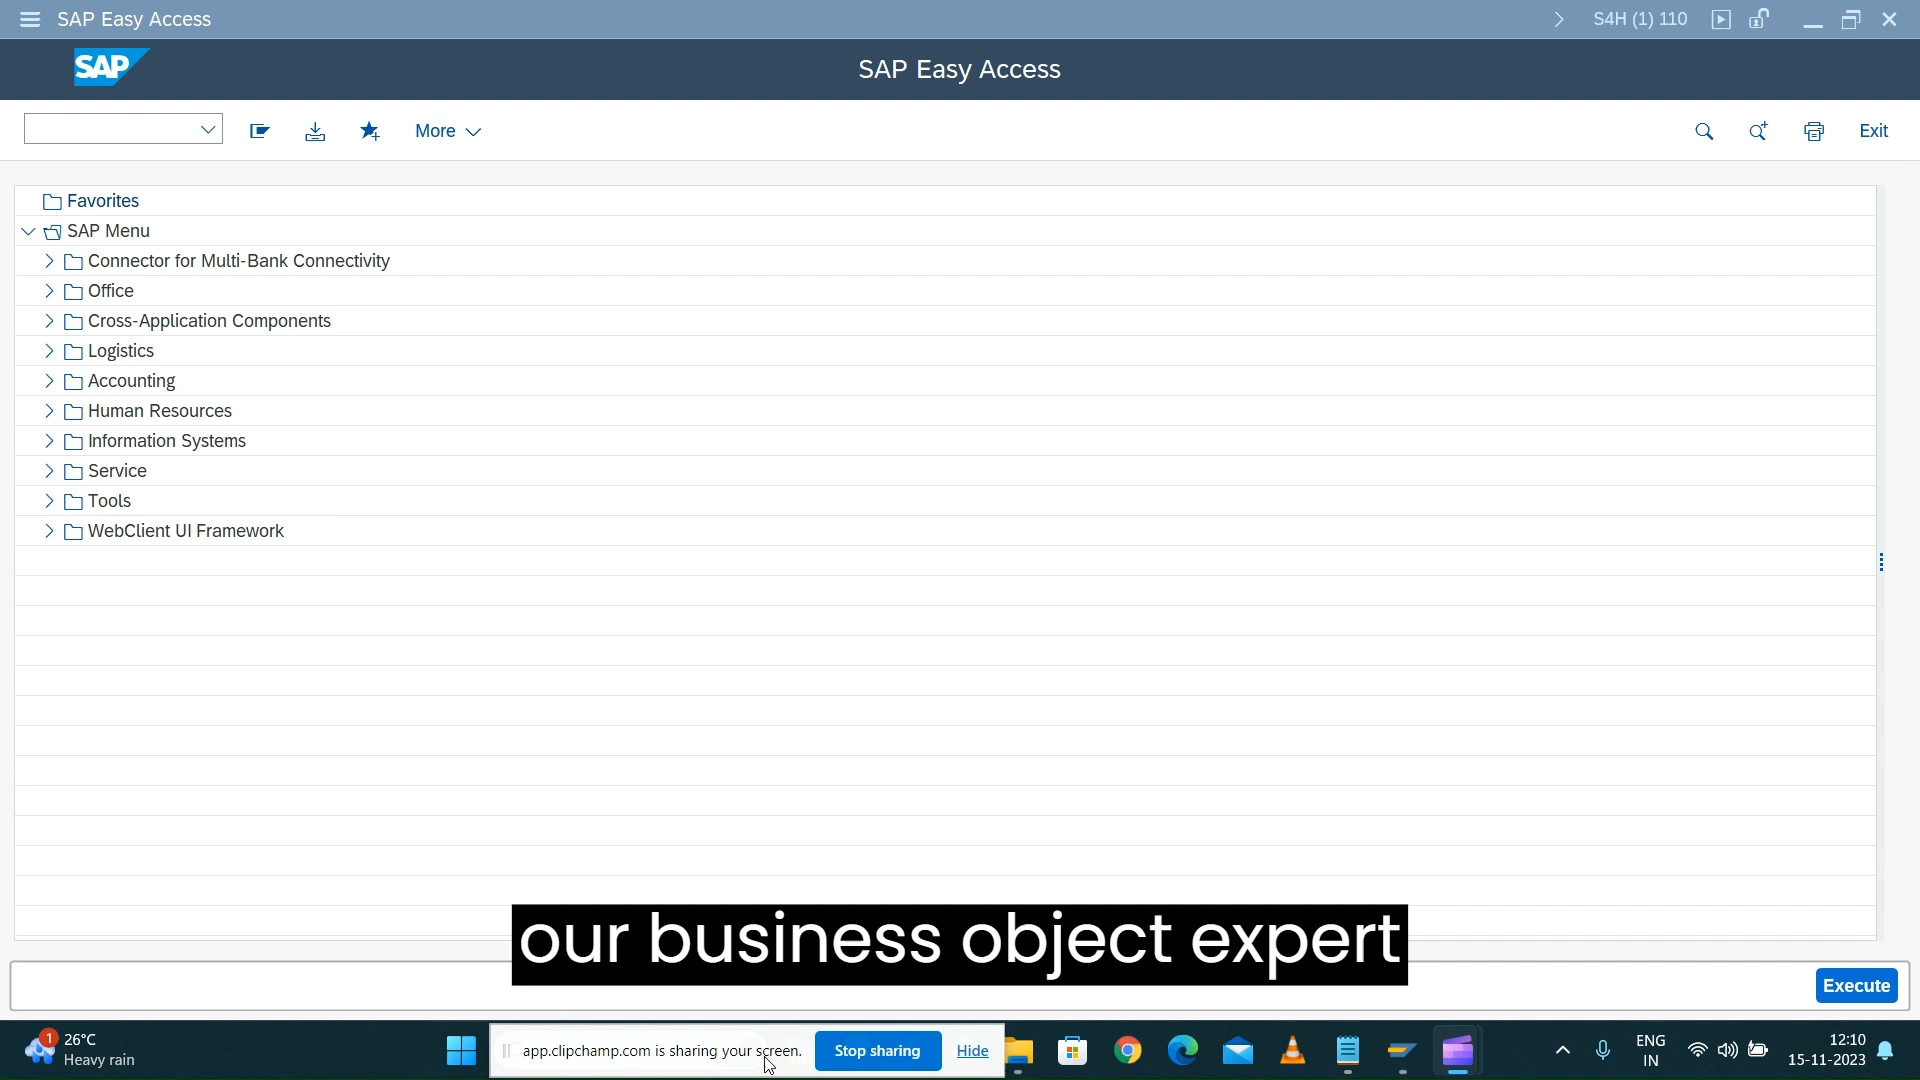 SAP Easy Access
S4H (1) 110
SAP
SAP Easy Access
More
Exit
Favorites
SAP Menu
Connector for Multi-Bank Connectivity
Office
Cross-Application Components
Logistics
Accounting
Human Resources
Information Systems
Service
Tools
WebClient UI Framework
our business object expert
Execute
1
26°C
Heavy rain
app.clipchamp.com is sharing your screen.
Stop sharing
Hide
ENG
IN
12:10
15-11-2023